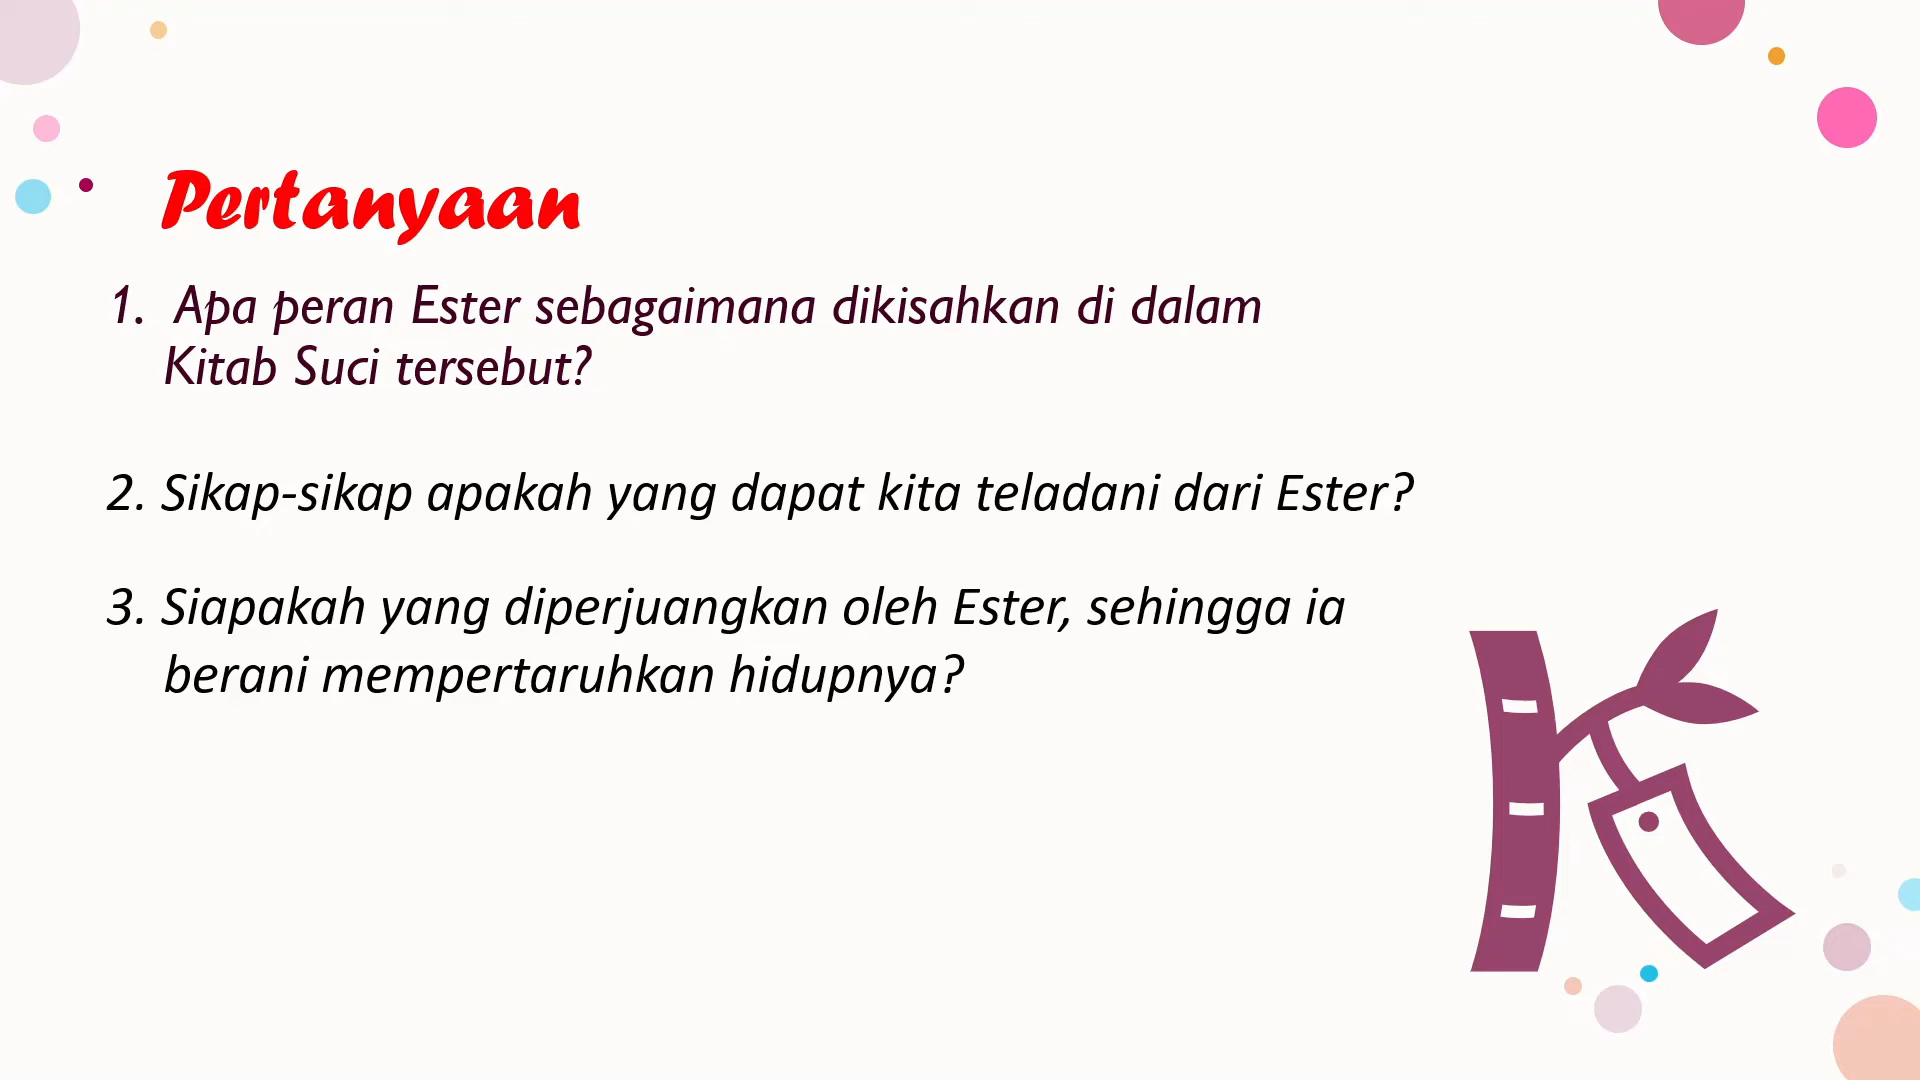 Pertanyaan
1. Apa peran Ester sebagaimana dikisahkan di dalam
Kitab Suci tersebut?
2. Sikap-sikap apakah yang dapat kita teladani dari Ester?
3. Siapakah yang diperjuangkan oleh Ester, sehingga ia
berani mempertaruhkan hidupnya?